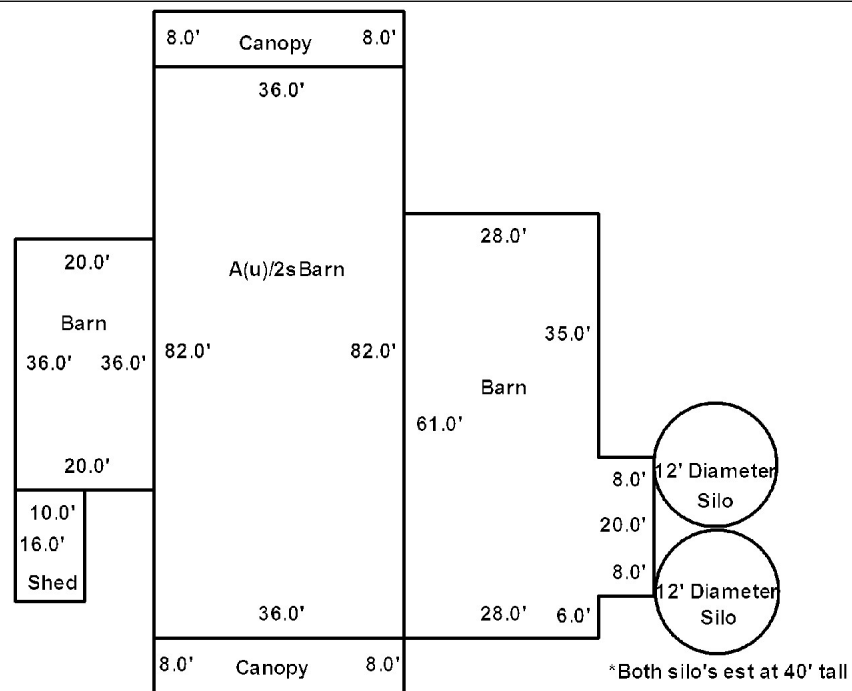 8.0' Canopy 8.0'
36.0'
A(u)/2sBarn
82.0' 82.0'
36.0'
8.0' Canopy 8.0'
20.0'
Barn
36.0' 36.0'
20.0'
10.0'
16.0'
Shed
28.0'
35.0'
Barn
61.0'
8.0'
20.0'
8.0'
28.0' 6.0'
12' Diameter
Silo
12' Diameter
Silo
*Both silo's est at 40' tall